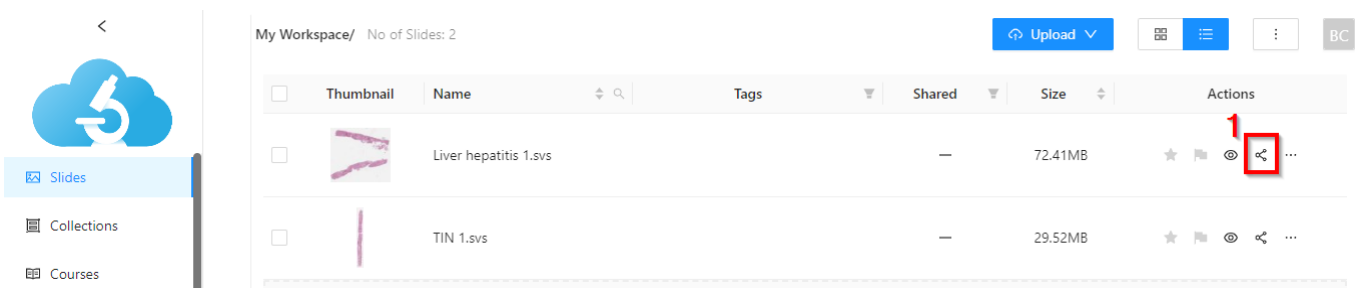 My Workspace/ No of Slides: 2
Upload
BC
Thumbnail Name Tags Shared Size Actions
1
Liver hepatitis 1.svs — 72.41MB
Slides
Collections
TIN 1.svs — 29.52MB
Courses